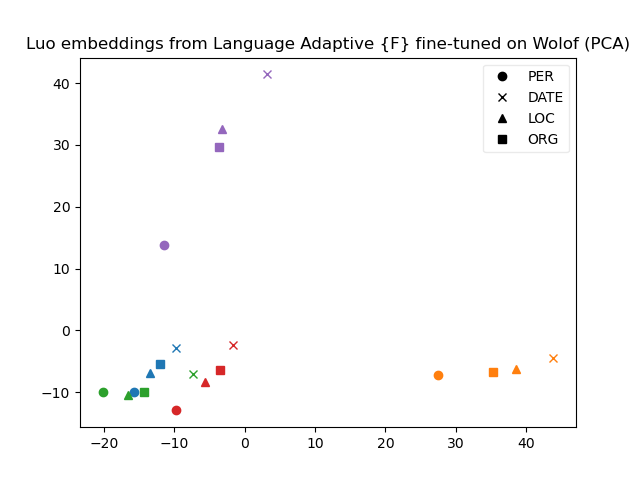 Luo embeddings from Language Adaptive {F} fine-tuned on Wolof (PCA)
PER
DATE
LOC
ORG
40
30
20
10
0
−10
−20
−10
0
10
20
30
40